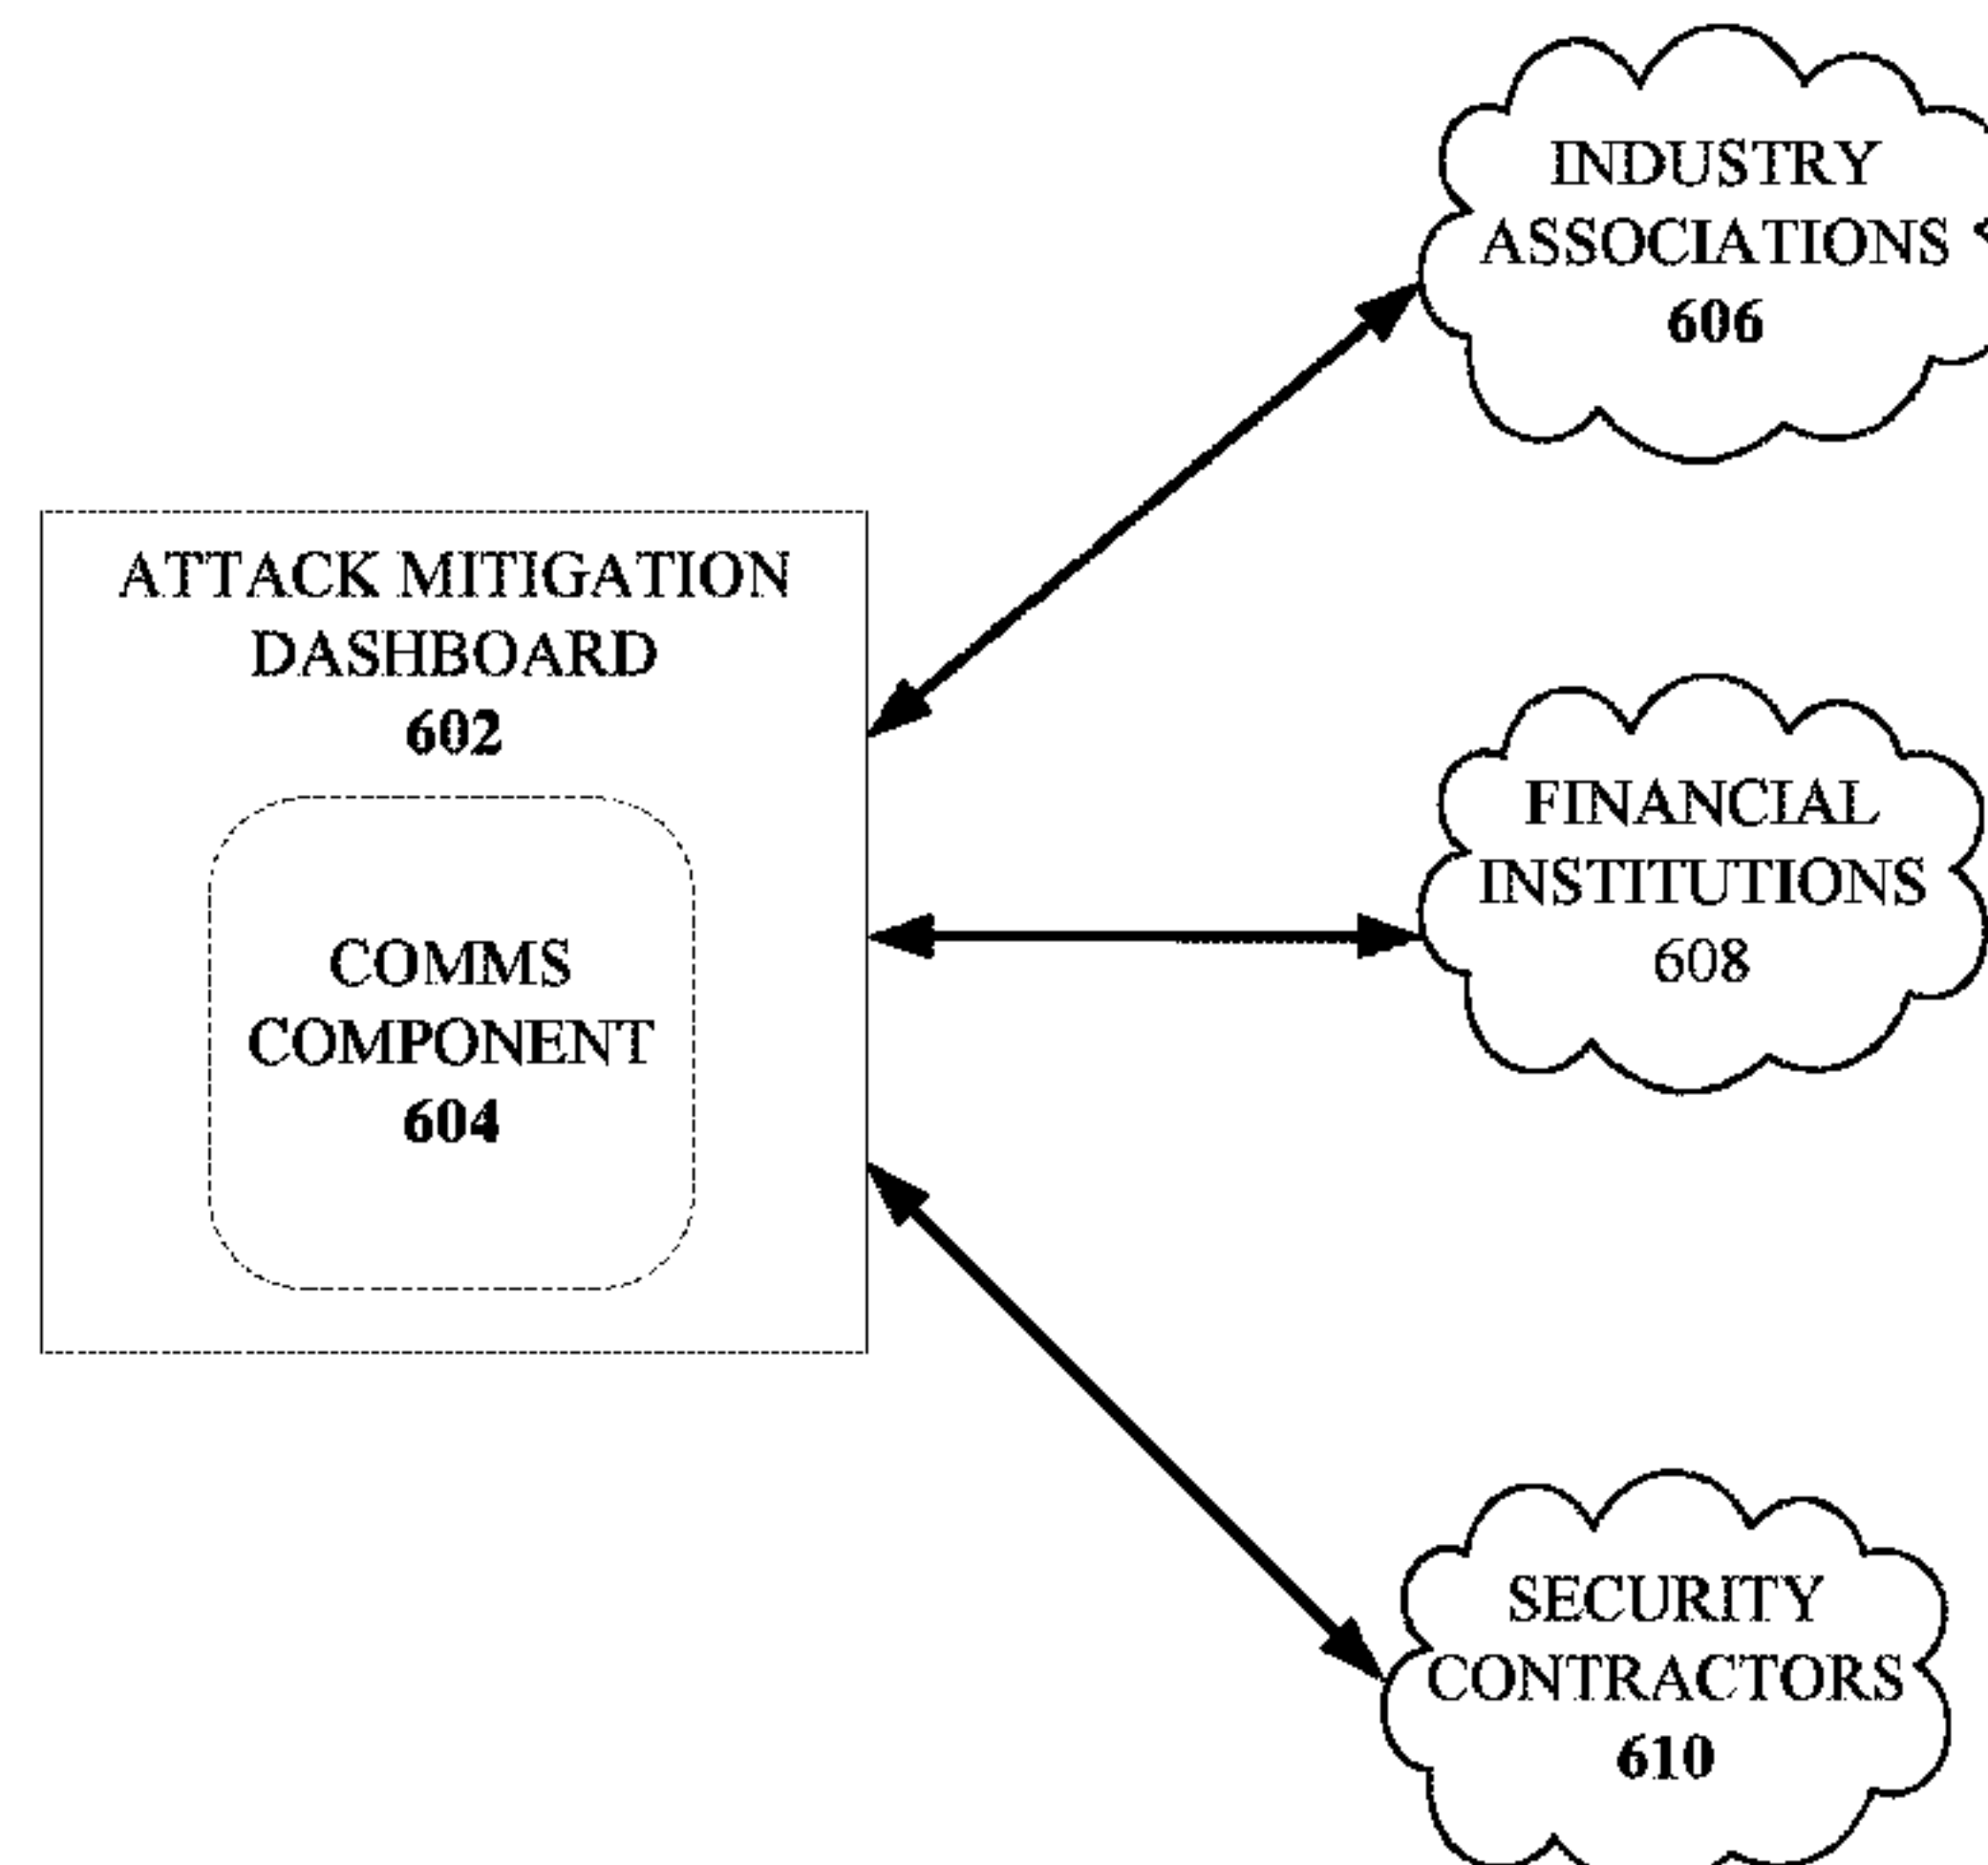 INDUSTRY
ASSOCIATIONS
606
ATTACK MITIGATION
DASHBOARD
602
COMMS
COMPONENT
604
FINANCIAL
INSTITUTIONS
608
SECURITY
CONTRACTORS
610